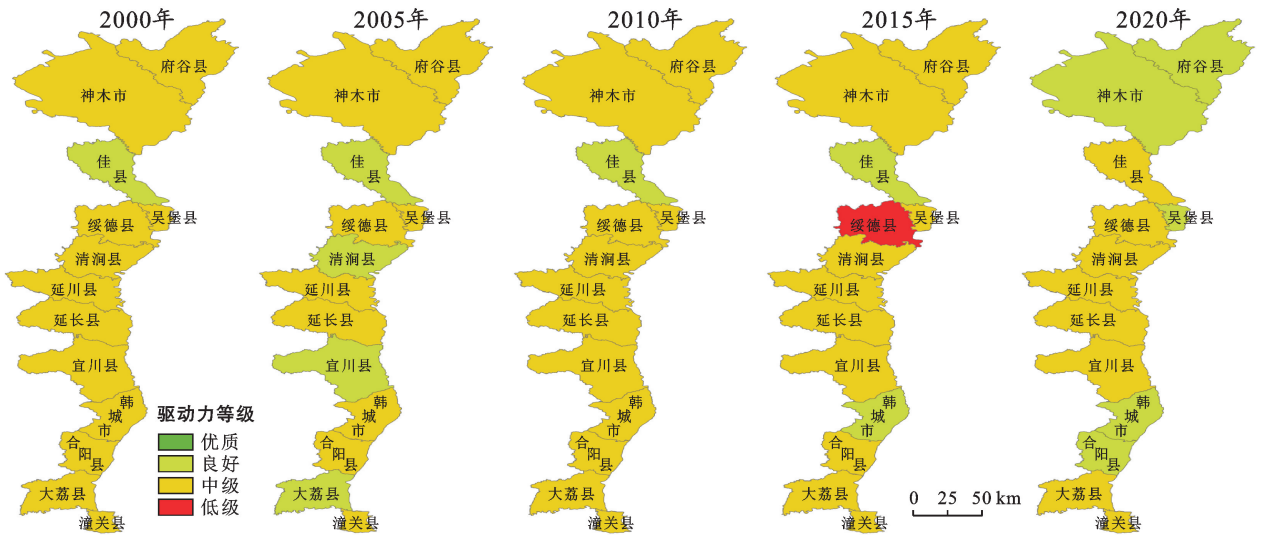 2000年
府谷县
神木市
佳县
吴堡县
绥德县
清涧县
延川县
延长县
宜川县
韩城市
合阳县
大荔县
潼关县
驱动力等级
优质
良好
中级
低级
2005年
府谷县
神木市
佳县
吴堡县
绥德县
清涧县
延川县
延长县
宜川县
韩城市
合阳县
大荔县
潼关县
2010年
府谷县
神木市
佳县
吴堡县
绥德县
清涧县
延川县
延长县
宜川县
韩城市
合阳县
大荔县
潼关县
2015年
府谷县
神木市
佳县
吴堡县
绥德县
清涧县
延川县
延长县
宜川县
韩城市
合阳县
大荔县
潼关县
2020年
府谷县
神木市
佳县
吴堡县
绥德县
清涧县
延川县
延长县
宜川县
韩城市
合阳县
大荔县
潼关县
0 25 50 km